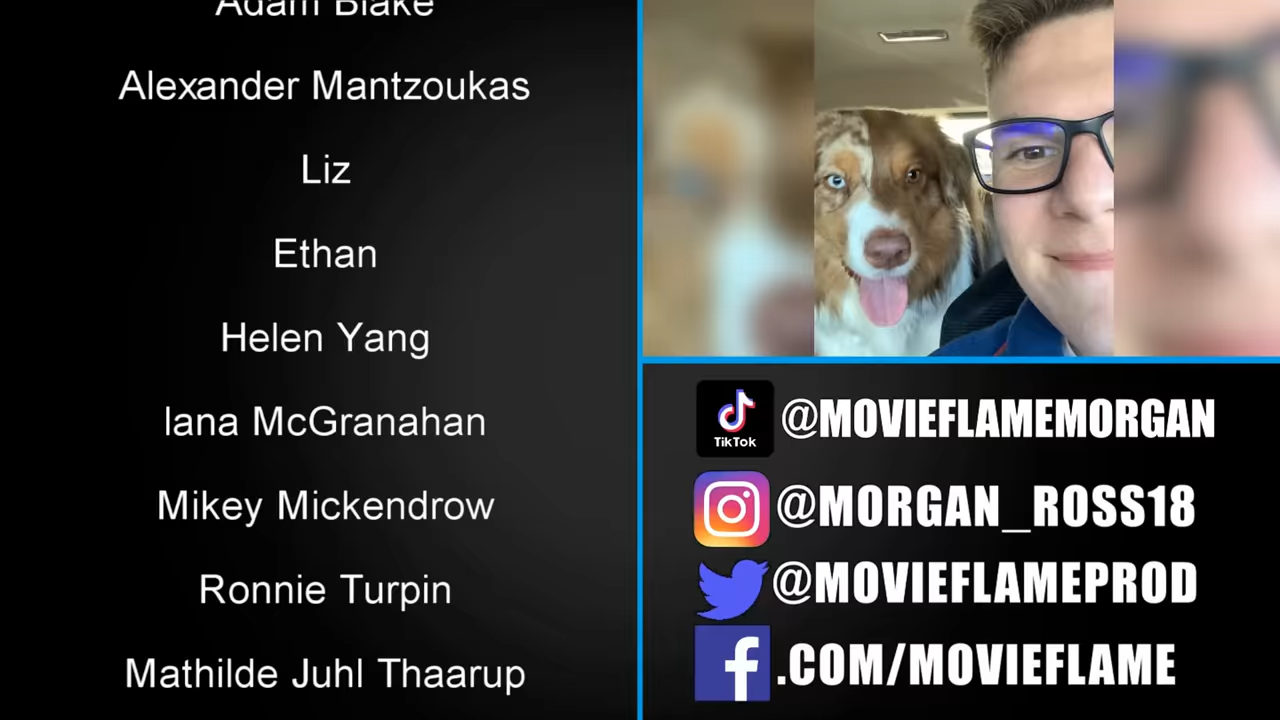 Adam Blake
Alexander Mantzoukas
Liz
Ethan
Helen Yang
Iana McGranahan
Mikey Mickendrow
Ronnie Turpin
Mathilde Juhl Thaarup
TikTok
@MOVIEFLAMEMORGAN
@MORGAN_ROSS18
@MOVIEFLAMEPROD
f
.COM/MOVIEFLAME